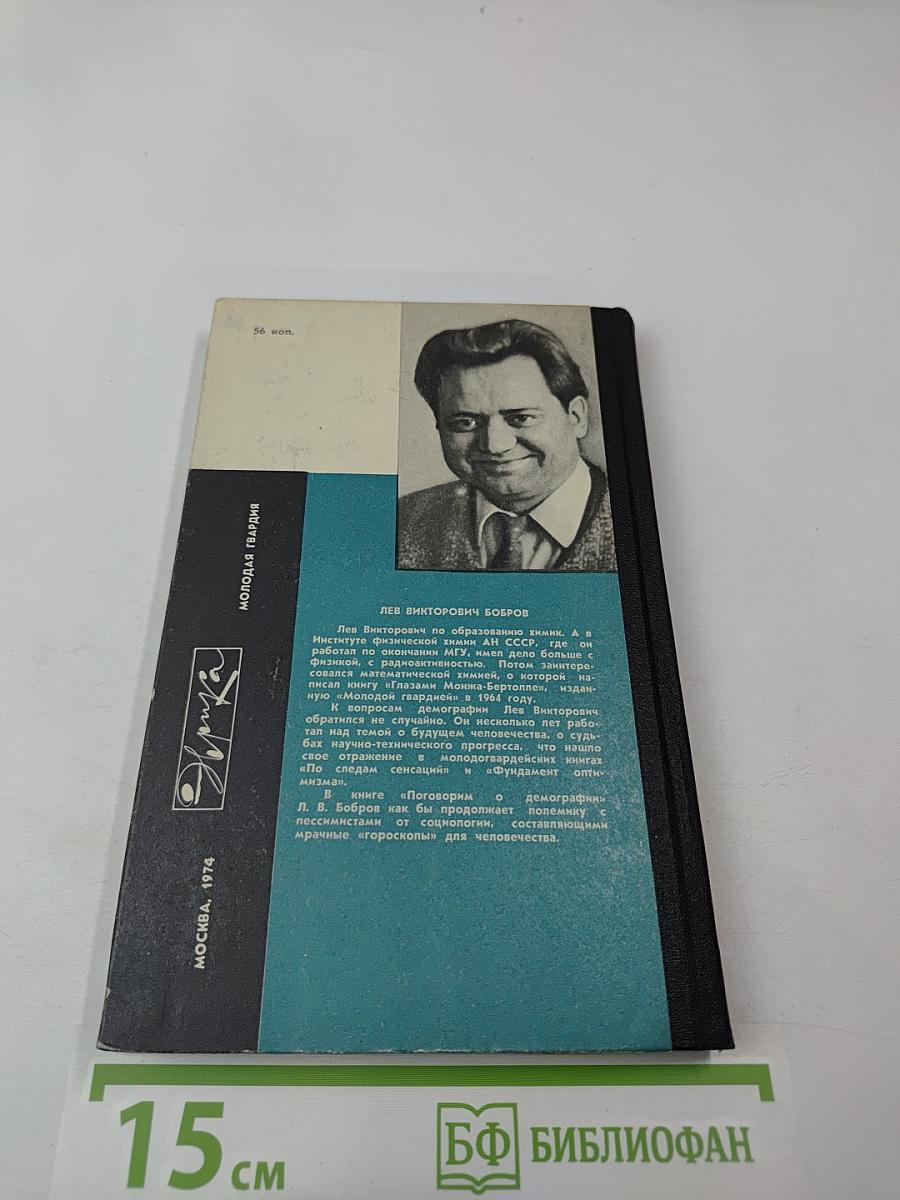 56 коп.
МОЛОДАЯ ГВАРДИЯ
Эврика
МОСКВА, 1974
ЛЕВ ВИКТОРОВИЧ БОБРОВ
Лев Викторович по образованию химик. А в
Институте физической химии АН СССР, где он
работал по окончании МГУ, имел дело больше с
физикой, с радиоактивностью. Потом заинтере-
совался математической химией, о которой на-
писал книгу «Глазами Монжа-Бертолле», издан-
ную «Молодой гвардией» в 1964 году.
К вопросам демографии Лев Викторович
обратился не случайно. Он несколько лет рабо-
тал над темой о будущем человечества, о судь-
бах научно-технического прогресса, что нашло
свое отражение в молодогвардейских книгах
«По следам сенсаций» и «Фундамент опти-
мизма».
В книге «Поговорим о демографии»
Л. В. Бобров как бы продолжает полемику с
пессимистами от социологии, составляющими
мрачные «гороскопы» для человечества.
15 см
БФ БИБЛИОФАН